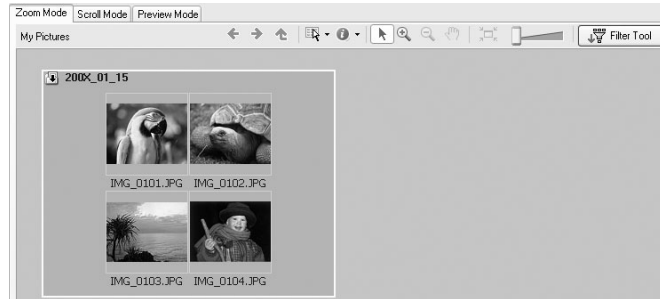 Zoom Mode Scroll Mode Preview Mode
My Pictures Filter Tool
200X_01_15
IMG_0101.JPG IMG_0102.JPG
IMG_0103.JPG IMG_0104.JPG